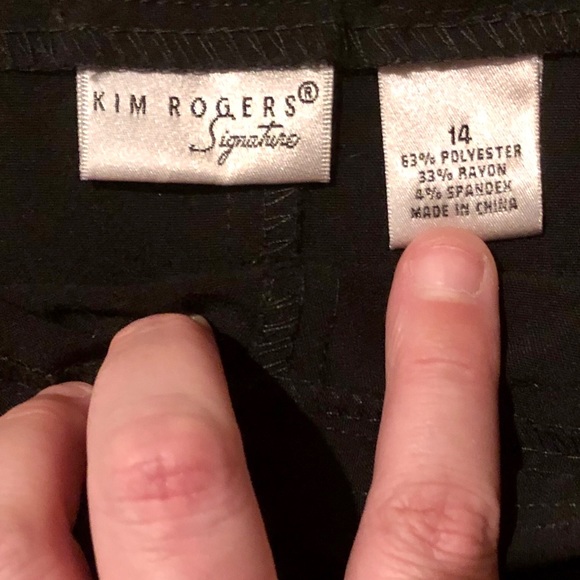 KIM ROGERS®
Signature
14
63% POLYESTER
33% RAYON
4% SPANDEX
MADE IN CHINA